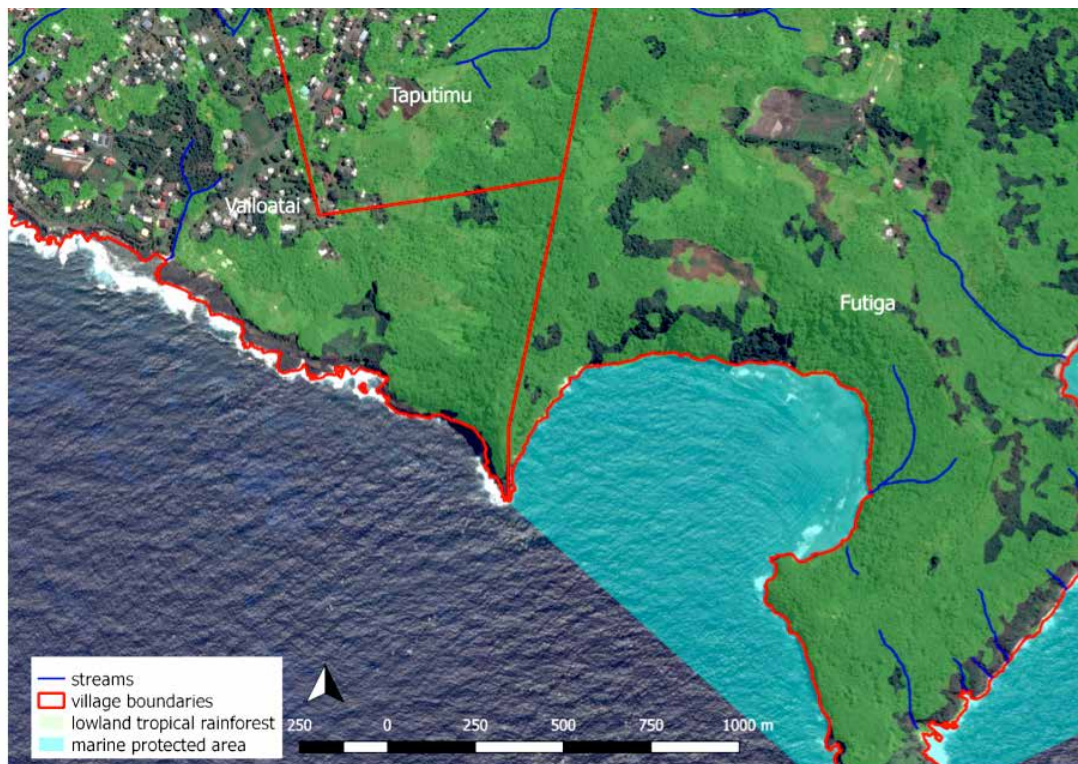 Taputimu
Vailoatai
Futiga
streams
village boundaries
lowland tropical rainforest
marine protected area
250 0 250 500 750 1000 m